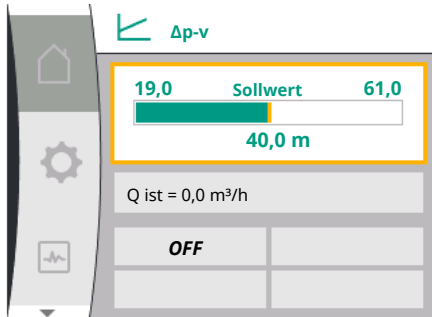 Δp-v
19,0 Sollwert 61,0
40,0 m
Q ist = 0,0 m³/h
OFF